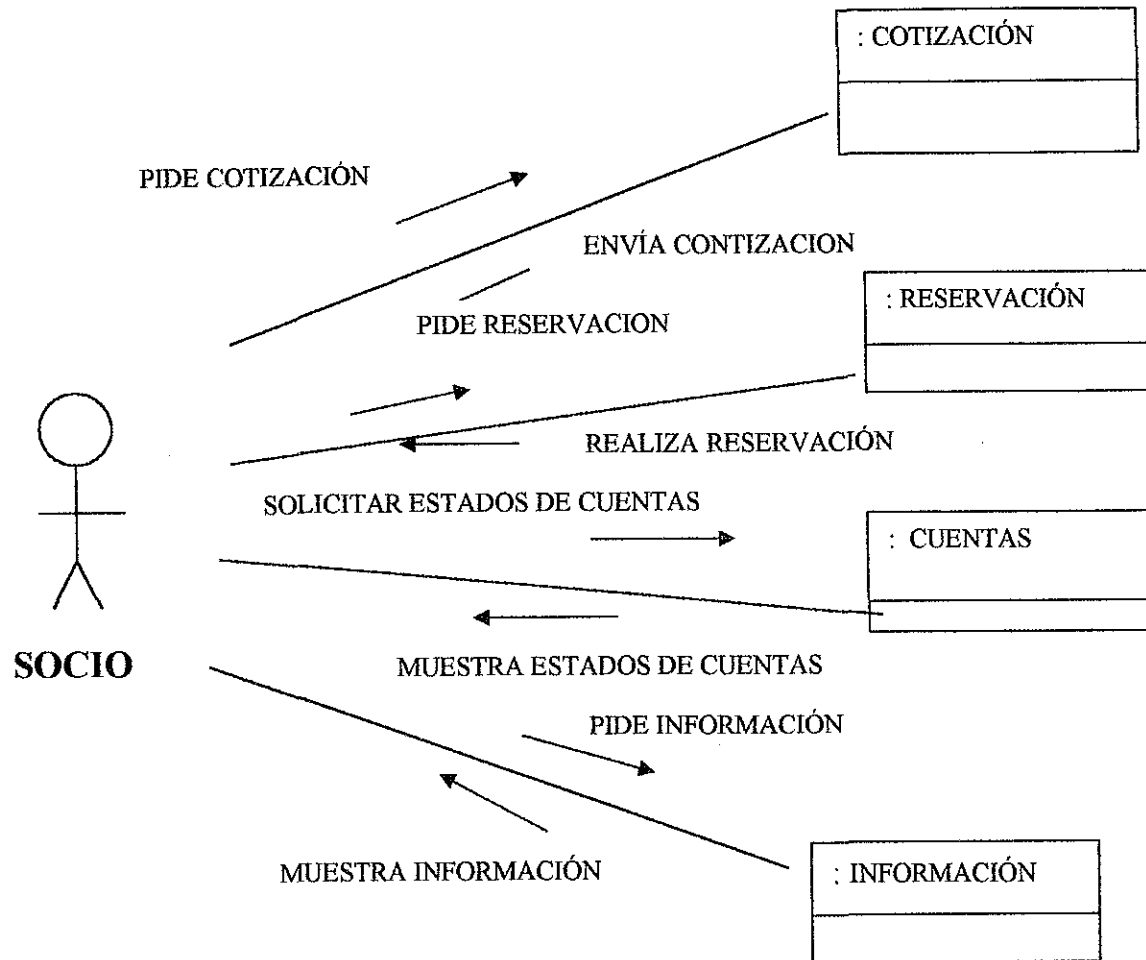 : COTIZACIÓN
PIDE COTIZACIÓN
ENVÍA CONTIZACION
: RESERVACIÓN
PIDE RESERVACION
REALIZA RESERVACIÓN
SOLICITAR ESTADOS DE CUENTAS
: CUENTAS
SOCIO
MUESTRA ESTADOS DE CUENTAS
PIDE INFORMACIÓN
MUESTRA INFORMACIÓN
: INFORMACIÓN